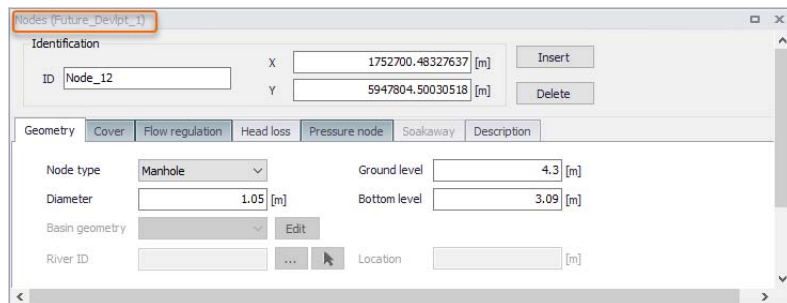 Nodes (Future_Devlpt_1)
Identification
ID Node_12
X 1752700.48327637 [m] Insert
Y 5947804.50030518 [m] Delete
Geometry Cover Flow regulation Head loss Pressure node Soakaway Description
Node type Manhole Ground level 4.3 [m]
Diameter 1.05 [m] Bottom level 3.09 [m]
Basin geometry Edit
River ID ... Location [m]